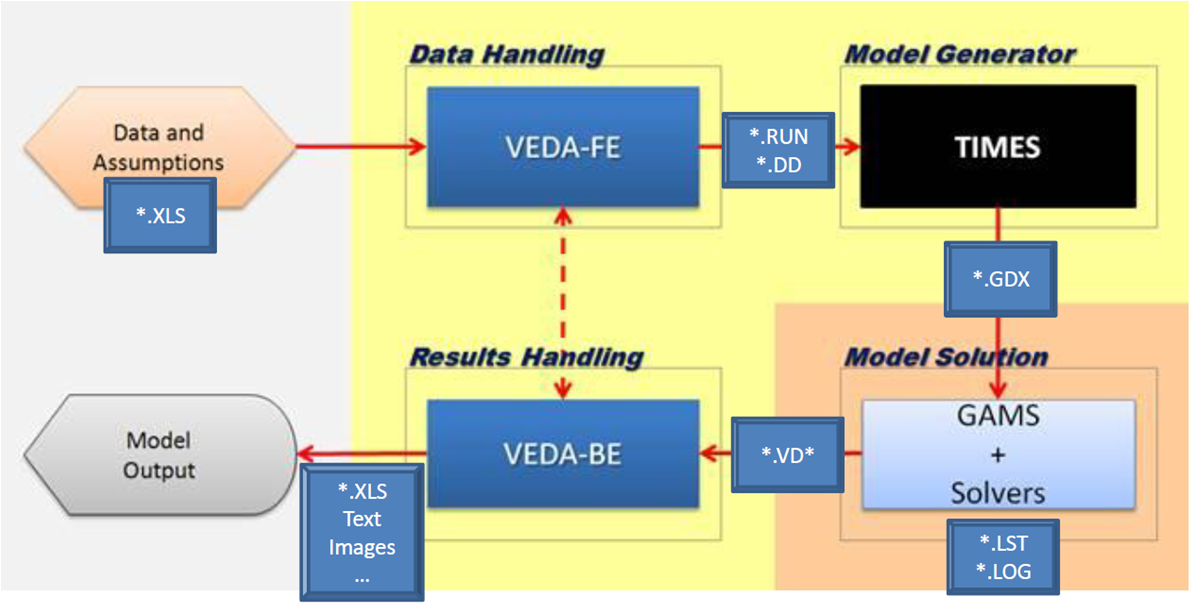 Data Handling
Model Generator
Data and
Assumptions
*.XLS
VEDA-FE
*.RUN
*.DD
TIMES
*.GDX
Results Handling
Model Solution
Model
Output
*.XLS
Text
Images
...
VEDA-BE
*.VD*
GAMS
+
Solvers
*.LST
*.LOG